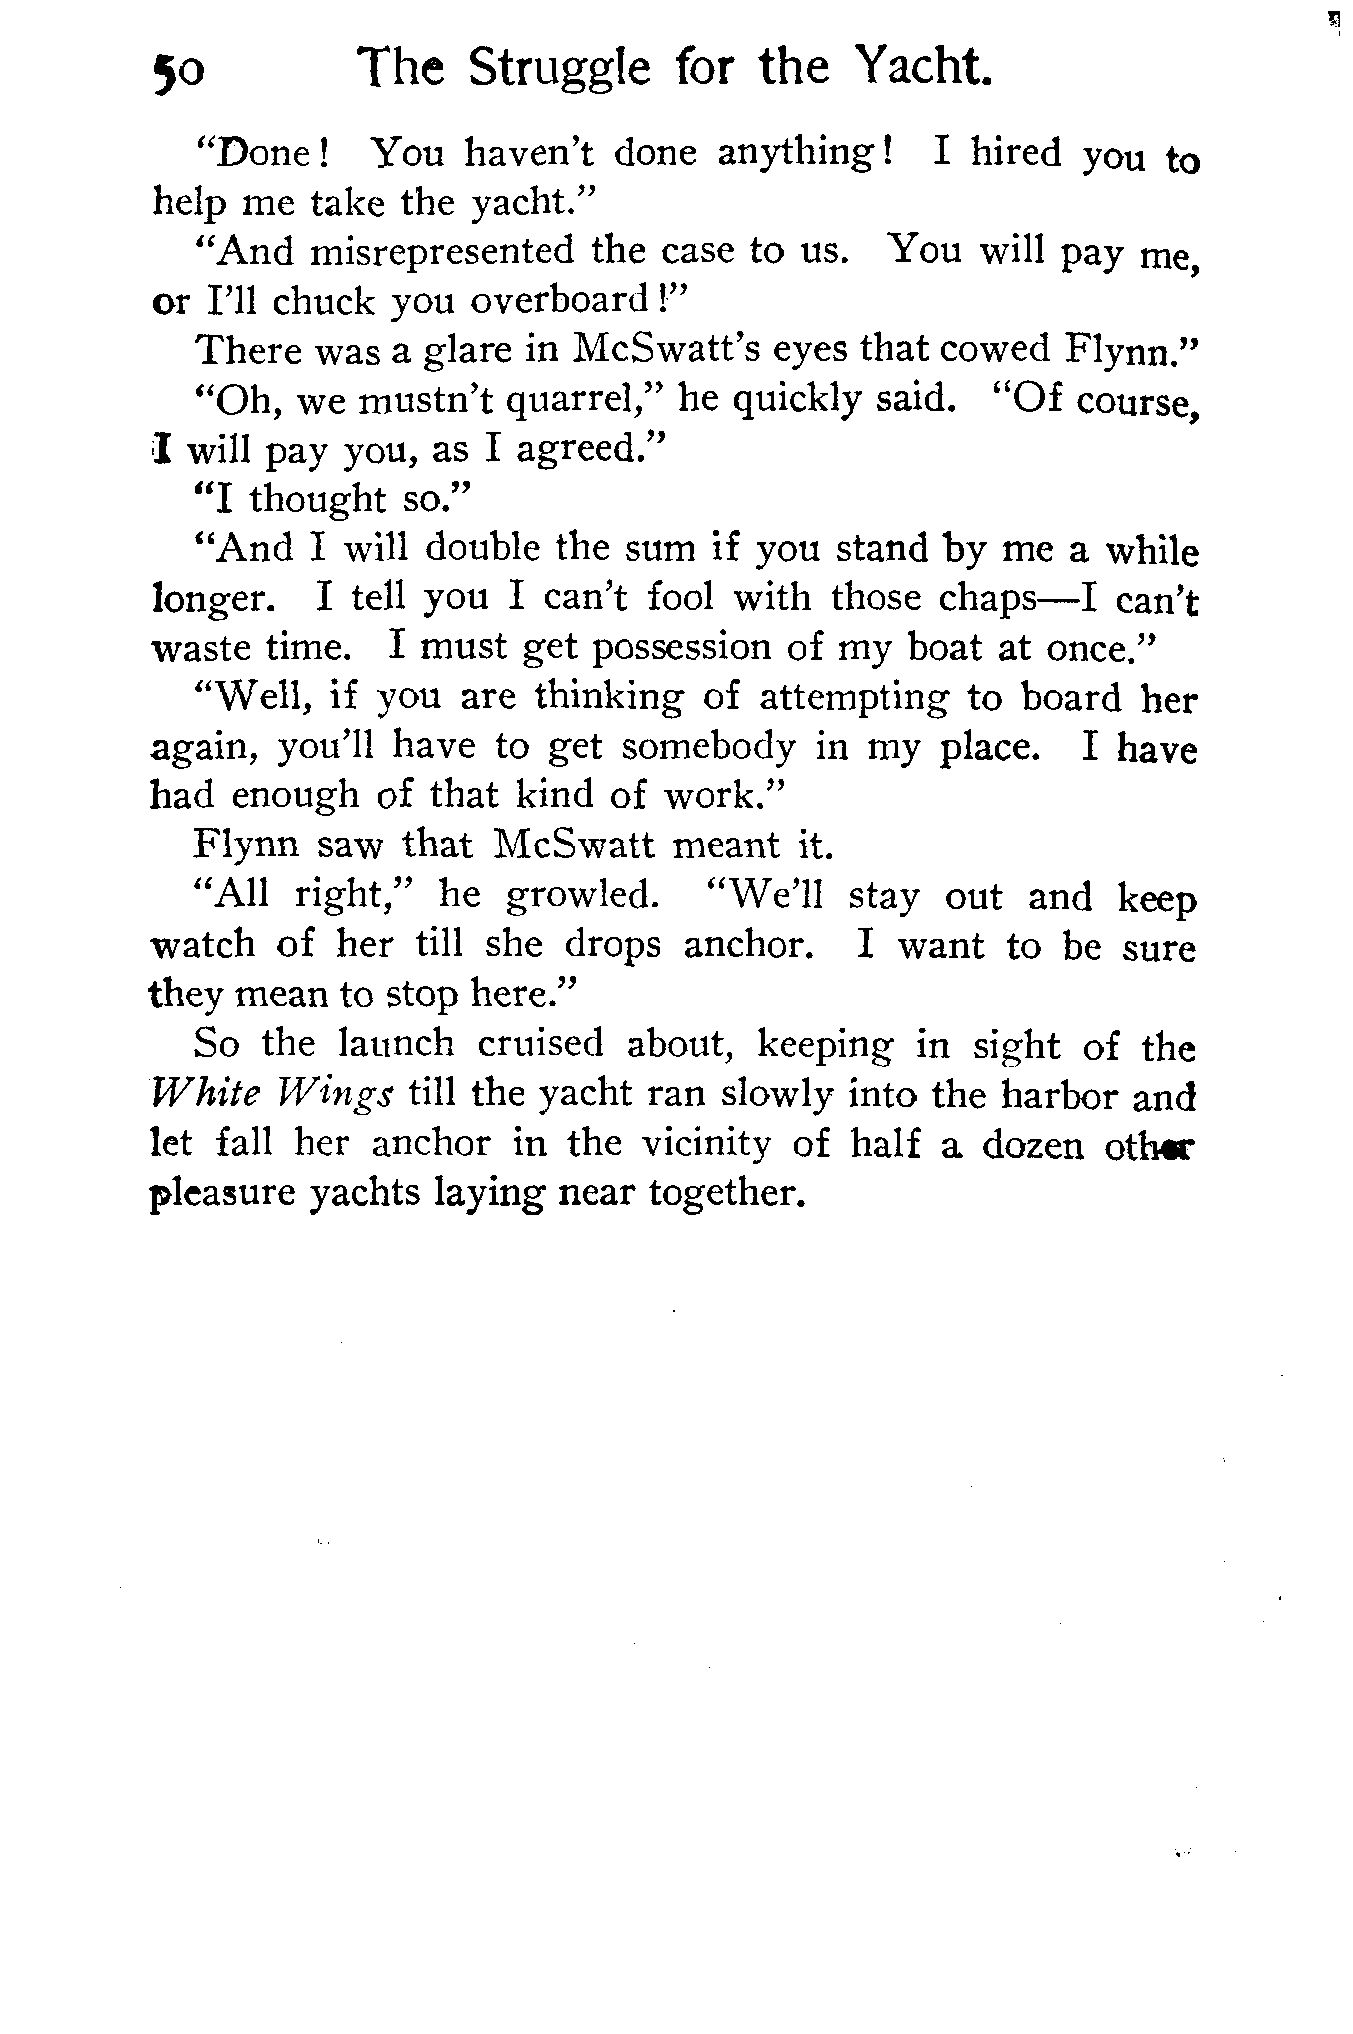 50 The Struggle for the Yacht.
“Done! You haven’t done anything! I hired you to
help me take the yacht.”
“And misrepresented the case to us. You will pay me,
or I’ll chuck you overboard!”
There was a glare in McSwatt’s eyes that cowed Flynn.”
“Oh, we mustn’t quarrel,” he quickly said. “Of course,
I will pay you, as I agreed.”
“I thought so.”
“And I will double the sum if you stand by me a while
longer. I tell you I can’t fool with those chaps—I can’t
waste time. I must get possession of my boat at once.”
“Well, if you are thinking of attempting to board her
again, you’ll have to get somebody in my place. I have
had enough of that kind of work.”
Flynn saw that McSwatt meant it.
“All right,” he growled. “We’ll stay out and keep
watch of her till she drops anchor. I want to be sure
they mean to stop here.”
So the launch cruised about, keeping in sight of the
White Wings till the yacht ran slowly into the harbor and
let fall her anchor in the vicinity of half a dozen other
pleasure yachts laying near together.